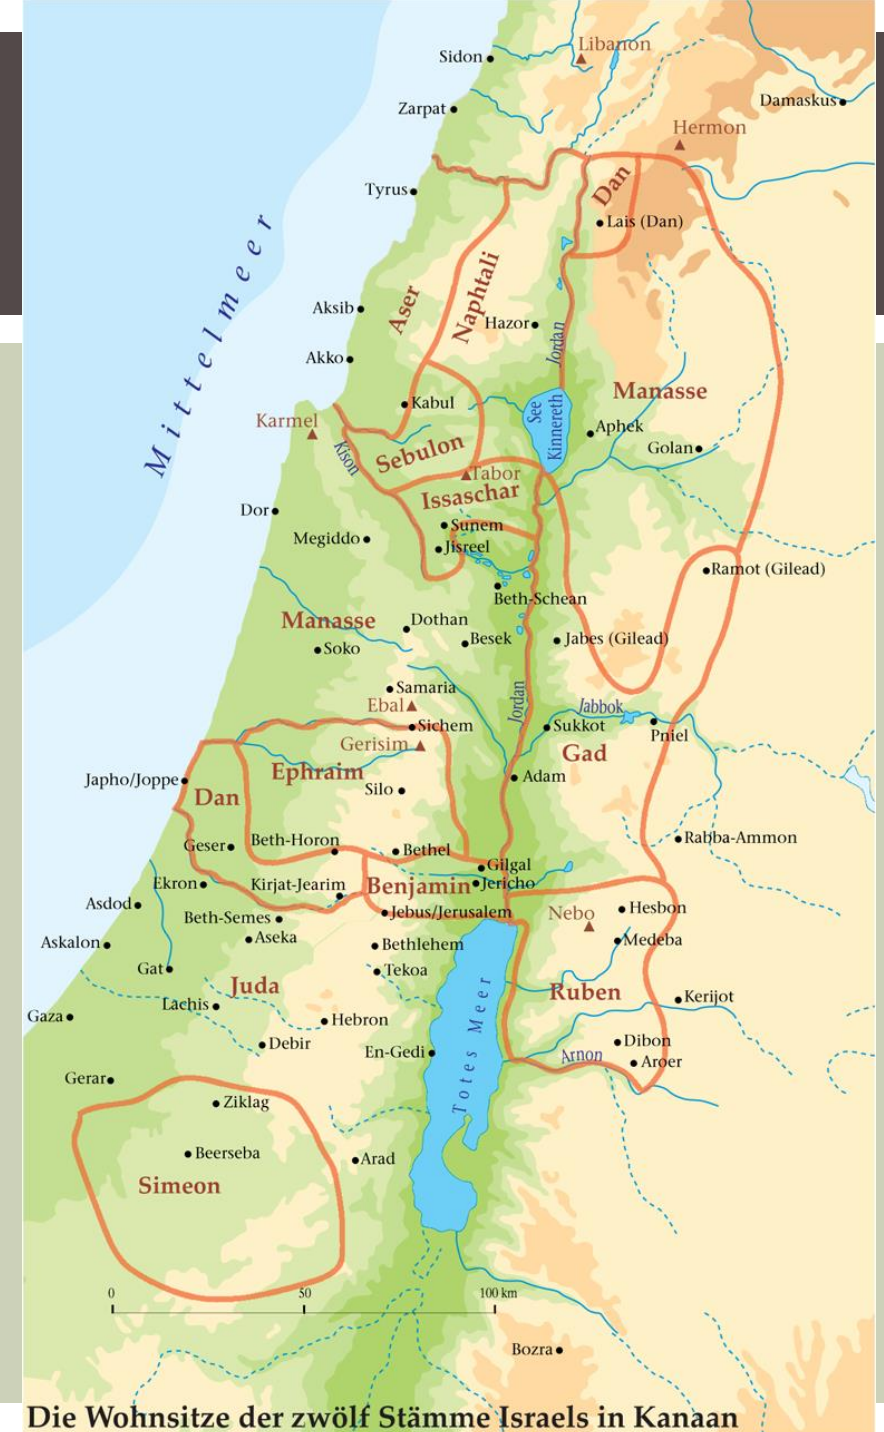 Libanon
Sidon
Damaskus
Zarpat
Hermon
Dan
Tyrus
Lais (Dan)
Mittelmeer
Naphtali
Aser
Aksib
Hazor
Jordan
Akko
Manasse
Kabul
See
Kinnereth
Karmel
Aphek
Sebulon
Golan
Kison
Tabor
Issaschar
Dor
Sunem
Megiddo
Jisreel
Ramot (Gilead)
Beth-Schean
Manasse
Dothan
Besek
Jabes (Gilead)
Soko
Samaria
Ebal
Jordan
Jabbok
Sichem
Sukkot
Pniel
Gerisim
Gad
Ephraim
Japho/Joppe
Adam
Silo
Dan
Rabba-Ammon
Geser
Beth-Horon
Bethel
Gilgal
Ekron
Kirjat-Jearim
Benjamin
Jericho
Asdod
Beth-Semes
Jebus/Jerusalem
Nebo
Hesbon
Askalon
Aseka
Bethlehem
Medeba
Gat
Tekoa
Juda
Ruben
Lachis
Kerijot
Gaza
Hebron
Totes Meer
Debir
En-Gedi
Arnon
Dibon
Aroer
Gerar
Ziklag
Beerseba
Arad
Simeon
0 50 100 km
Bozra
Die Wohnsitze der zwölf Stämme Israels in Kanaan